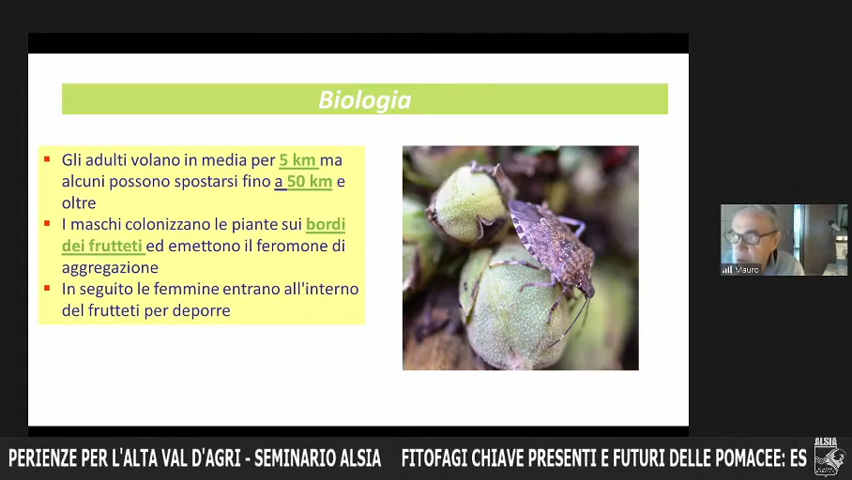 Biologia
Gli adulti volano in media per 5 km ma
alcuni possono spostarsi fino a 50 km e
oltre
I maschi colonizzano le piante sui bordi
dei frutteti ed emettono il feromone di
aggregazione
In seguito le femmine entrano all'interno
del frutteti per deporre
Mauro
PERIENZE PER L'ALTA VAL D'AGRI - SEMINARIO ALSIA FITOFAGI CHIAVE PRESENTI E FUTURI DELLE POMACEE: ES
ALSIA